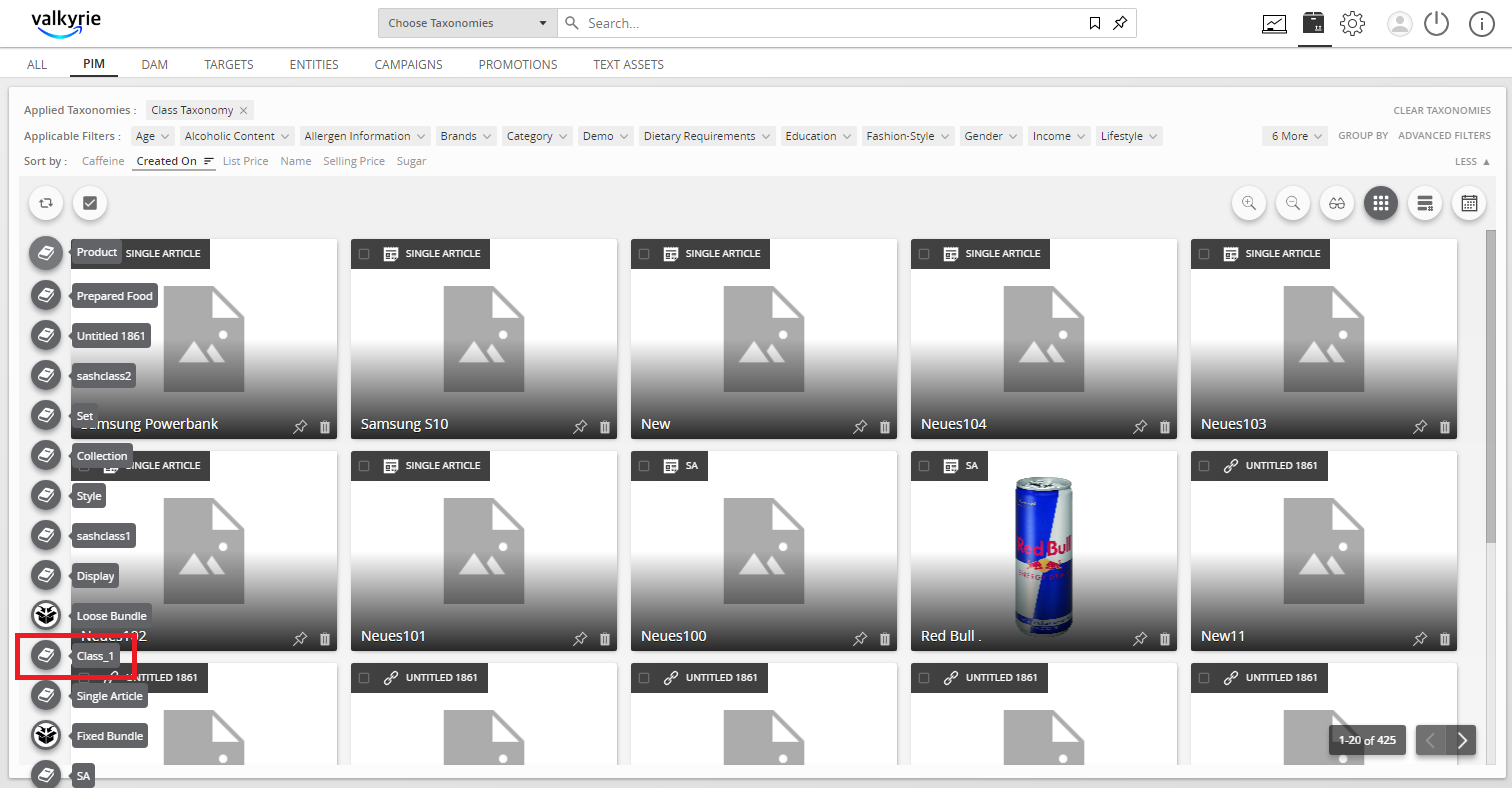 valkyrie
Choose Taxonomies
Search...
ALL PIM DAM TARGETS ENTITIES CAMPAIGNS PROMOTIONS TEXT ASSETS
Applied Taxonomies : Class Taxonomy CLEAR TAXONOMIES
Applicable Filters : Age Alcoholic Content Allergen Information Brands Category Demo Dietary Requirements Education Fashion-Style Gender Income Lifestyle 6 More GROUP BY ADVANCED FILTERS
Sort by : Caffeine Created On List Price Name Selling Price Sugar LESS
Product SINGLE ARTICLE SINGLE ARTICLE SINGLE ARTICLE SINGLE ARTICLE SINGLE ARTICLE
Prepared Food
Untitled 1861
sashclass2
Set
Samsung Powerbank Samsung S10 New Neues104 Neues103
Collection SINGLE ARTICLE SINGLE ARTICLE SA SA UNTITLED 1861
Style
sashclass1
Red Bull
ENERGY DRINK
Display
Loose Bundle
Neues102 Neues101 Neues100 Red Bull . New11
Class_1
UNTITLED 1861 UNTITLED 1861 UNTITLED 1861 UNTITLED 1861 UNTITLED 1861
Single Article
Fixed Bundle
1-20 of 425
SA